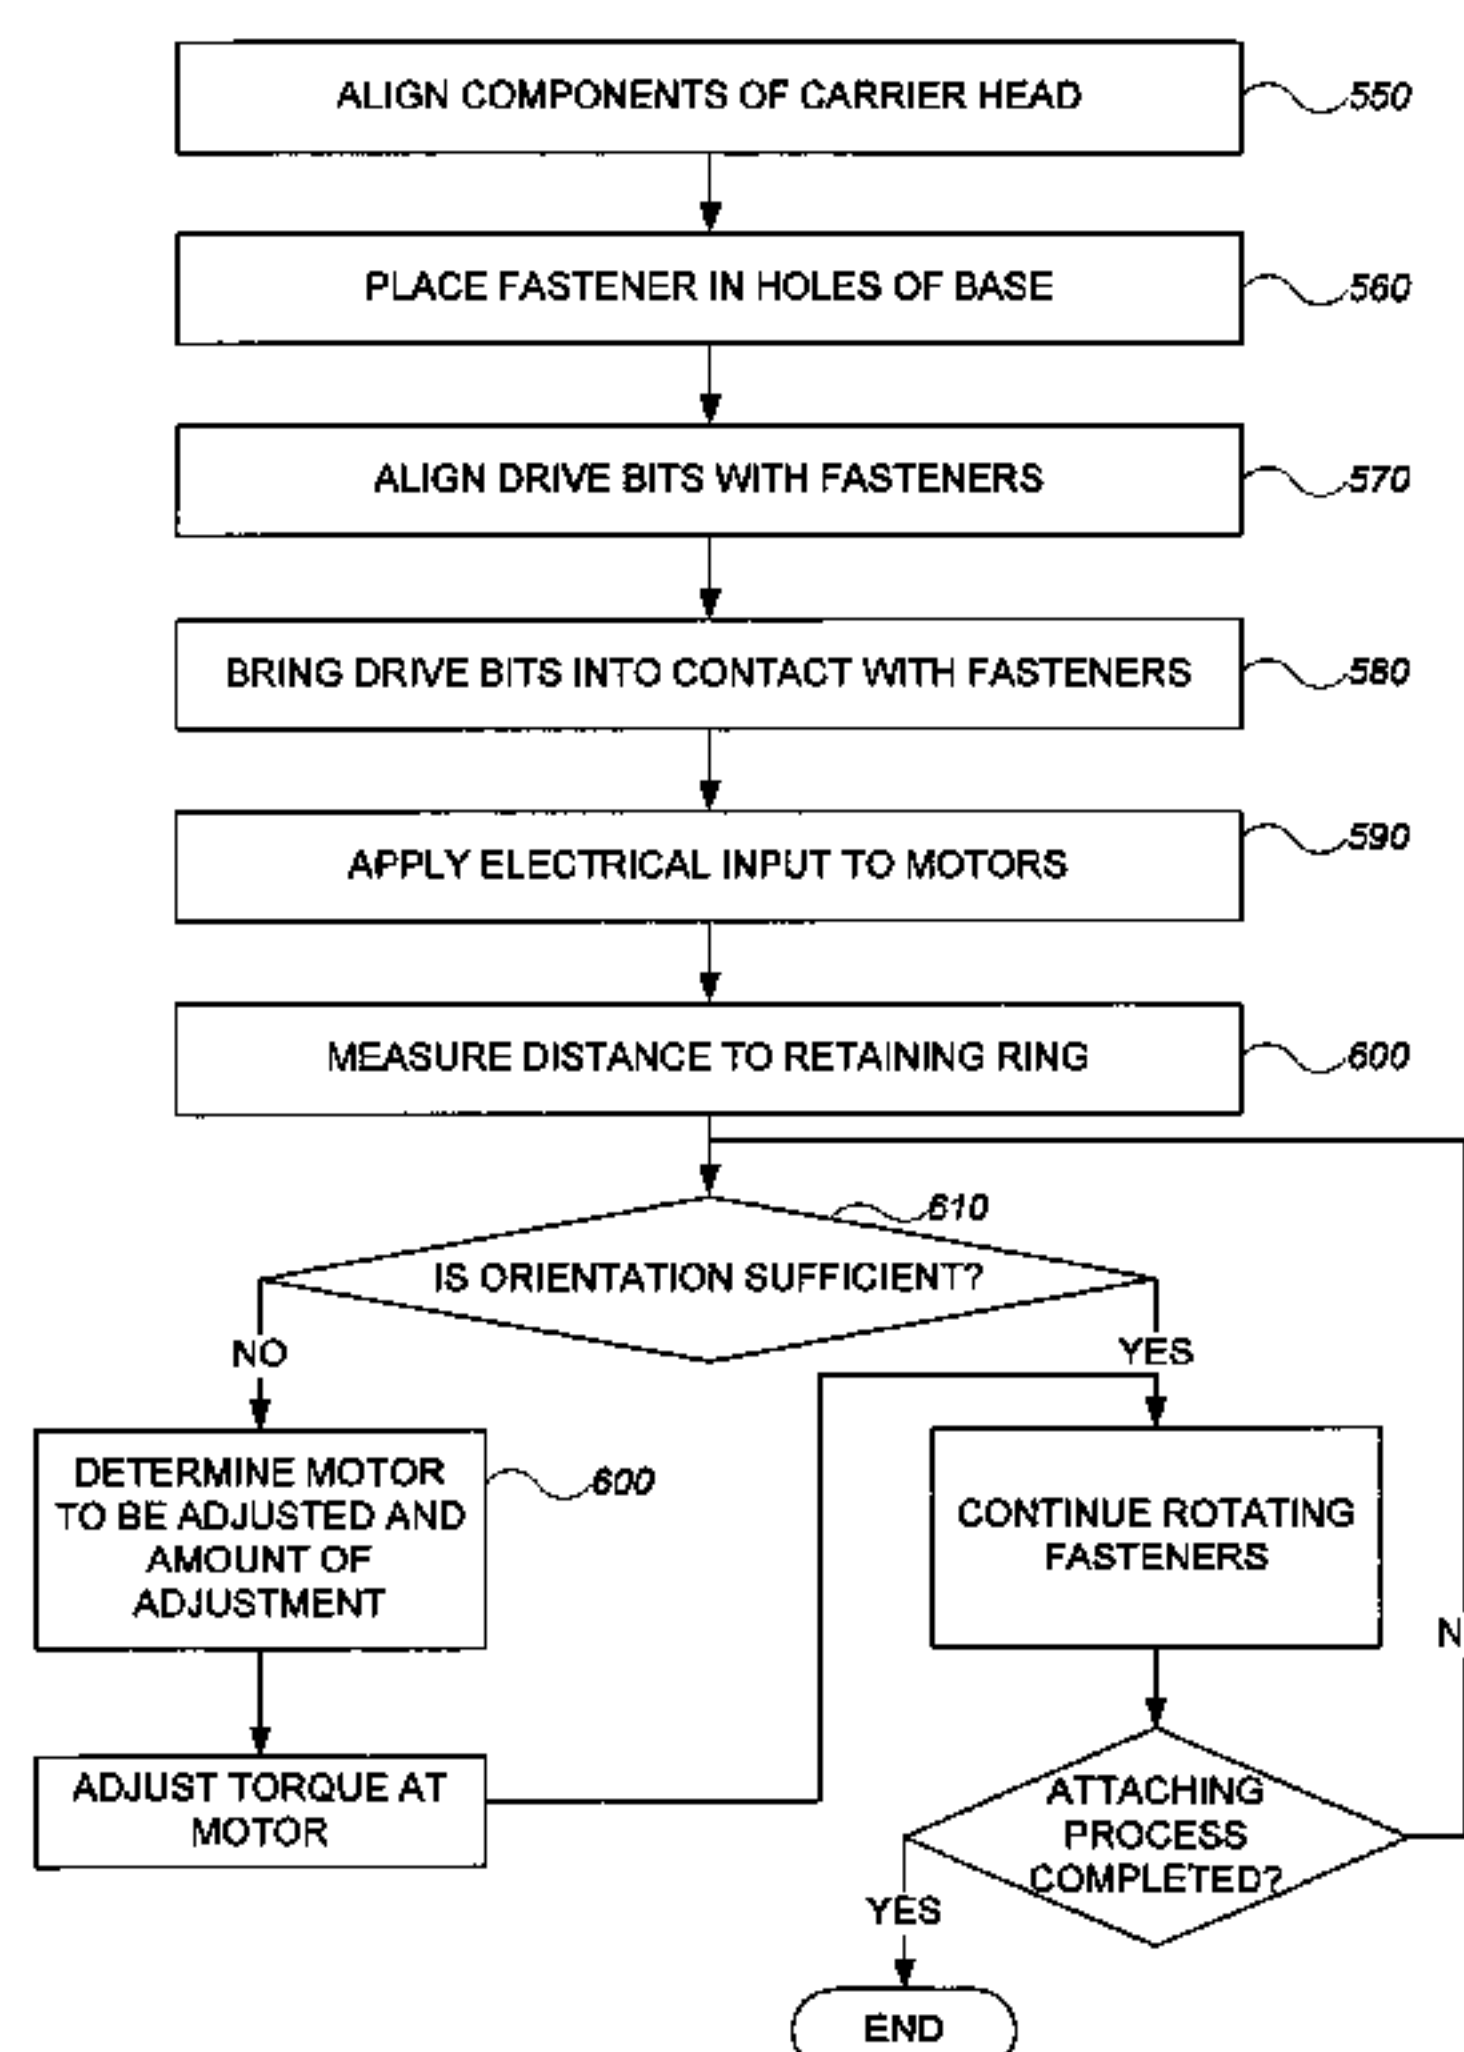 ALIGN COMPONENTS OF CARRIER HEAD
550
PLACE FASTENER IN HOLES OF BASE
560
ALIGN DRIVE BITS WITH FASTENERS
570
BRING DRIVE BITS INTO CONTACT WITH FASTENERS
580
APPLY ELECTRICAL INPUT TO MOTORS
590
MEASURE DISTANCE TO RETAINING RING
600
610
IS ORIENTATION SUFFICIENT?
NO
YES
DETERMINE MOTOR
TO BE ADJUSTED AND
AMOUNT OF
ADJUSTMENT
600
CONTINUE ROTATING
FASTENERS
N
ADJUST TORQUE AT
MOTOR
ATTACHING
PROCESS
COMPLETED?
YES
END